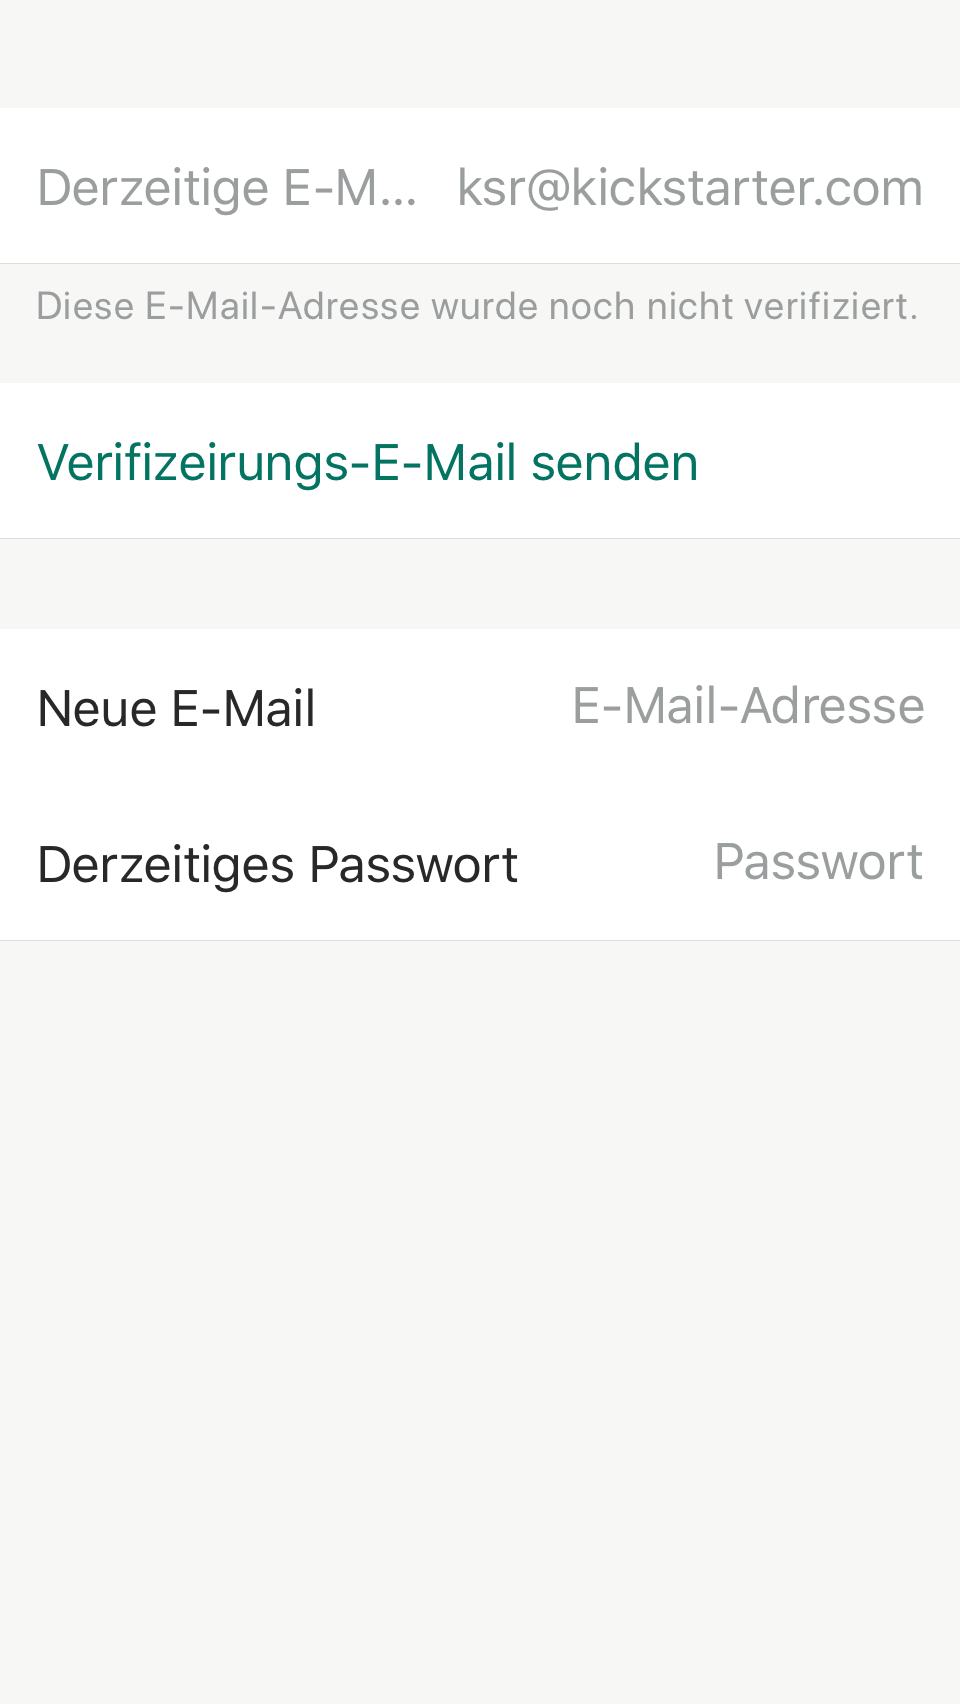 Derzeitige E-M... ksr@kickstarter.com
Diese E-Mail-Adresse wurde noch nicht verifiziert.
Verifizeirungs-E-Mail senden
Neue E-Mail E-Mail-Adresse
Derzeitiges Passwort Passwort